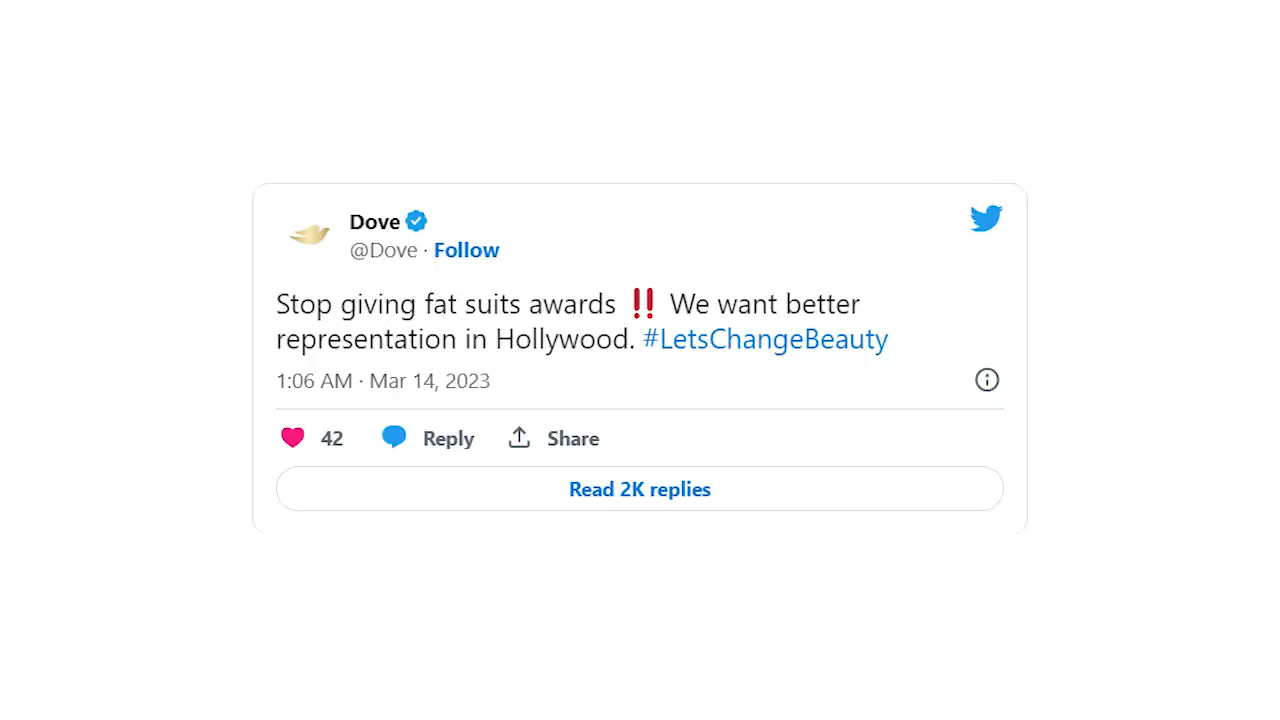 Dove
@Dove · Follow
Stop giving fat suits awards ‼️ We want better
representation in Hollywood. #LetsChangeBeauty
1:06 AM · Mar 14, 2023
42 Reply Share
Read 2K replies